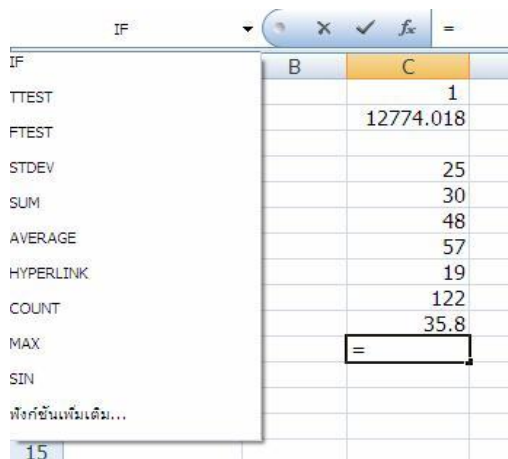 IF
fx =
IF
TTEST
FTEST
STDEV
SUM
AVERAGE
HYPERLINK
COUNT
MAX
SIN
ฟังก์ชันเพิ่มเติม...
15
B C
1
12774.018
25
30
48
57
19
122
35.8
=